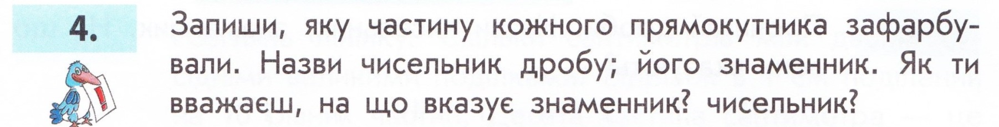 4. Запиши, яку частину кожного прямокутника зафарбу-
вали. Назви чисельник дробу; його знаменник. Як ти
вважаєш, на що вказує знаменник? чисельник?